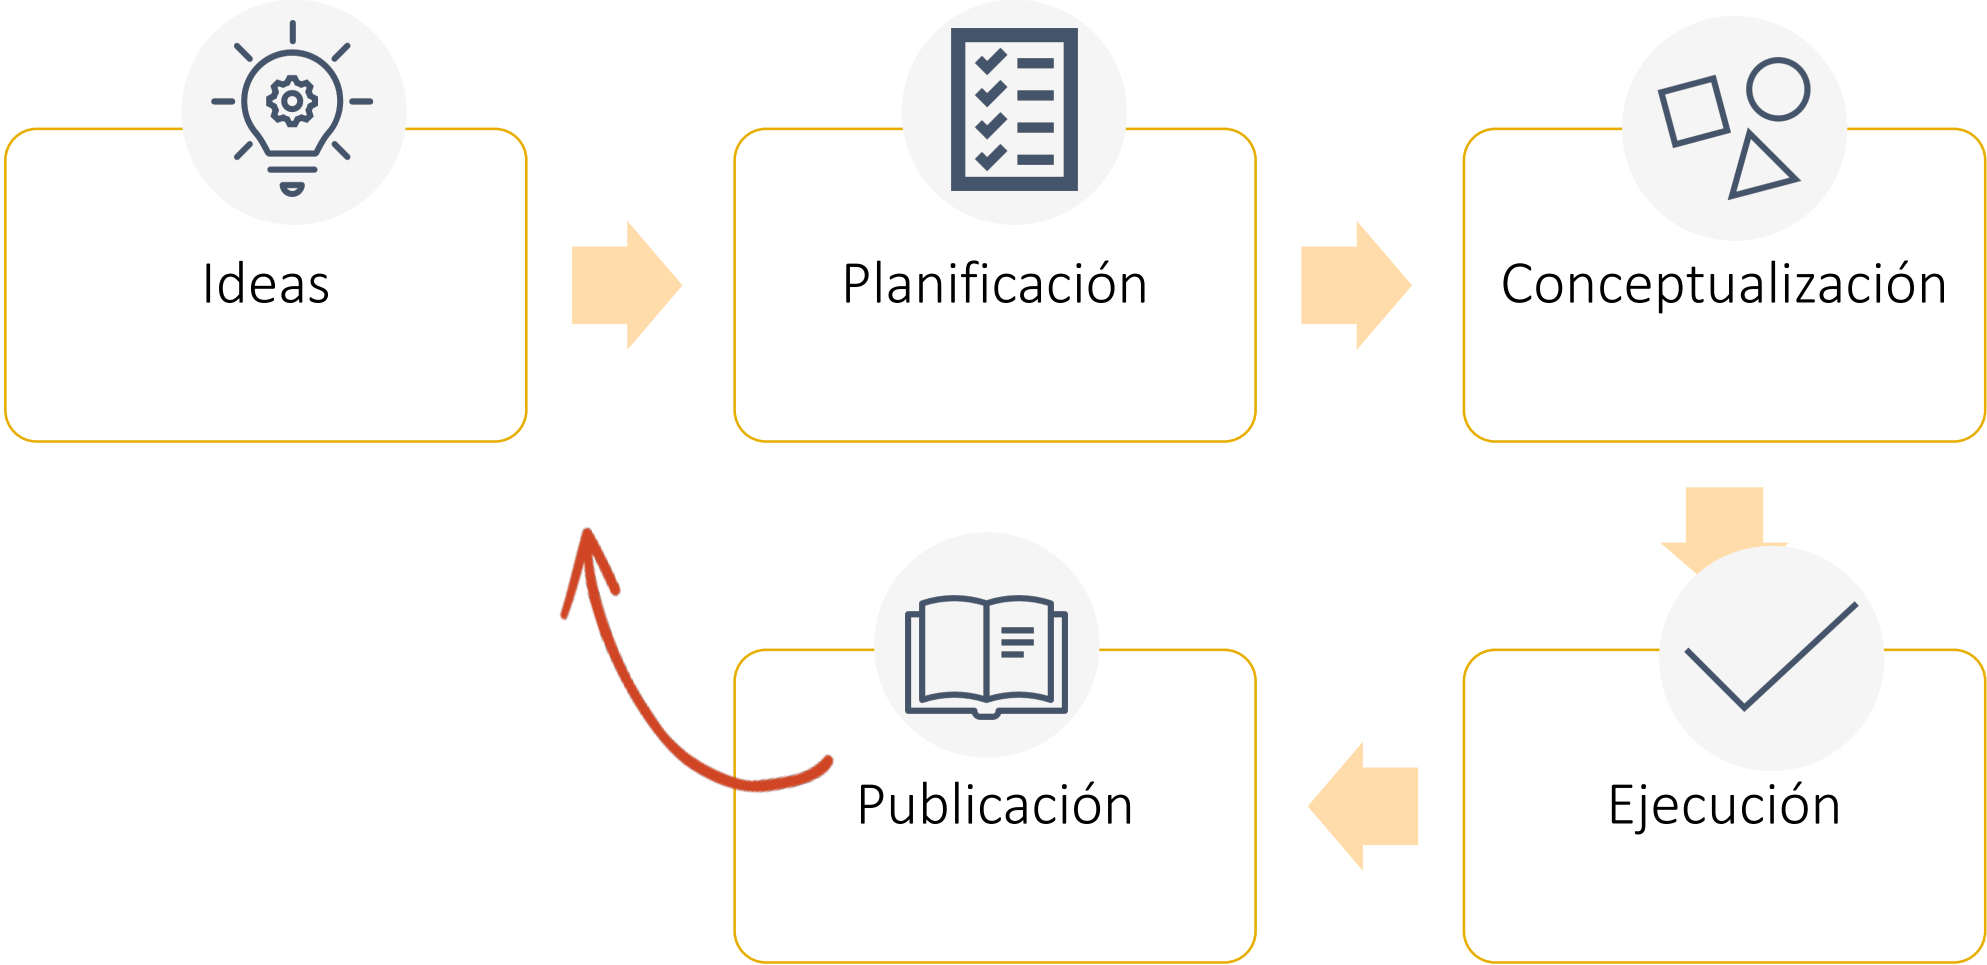 Ideas
Planificación
Conceptualización
Ejecución
Publicación